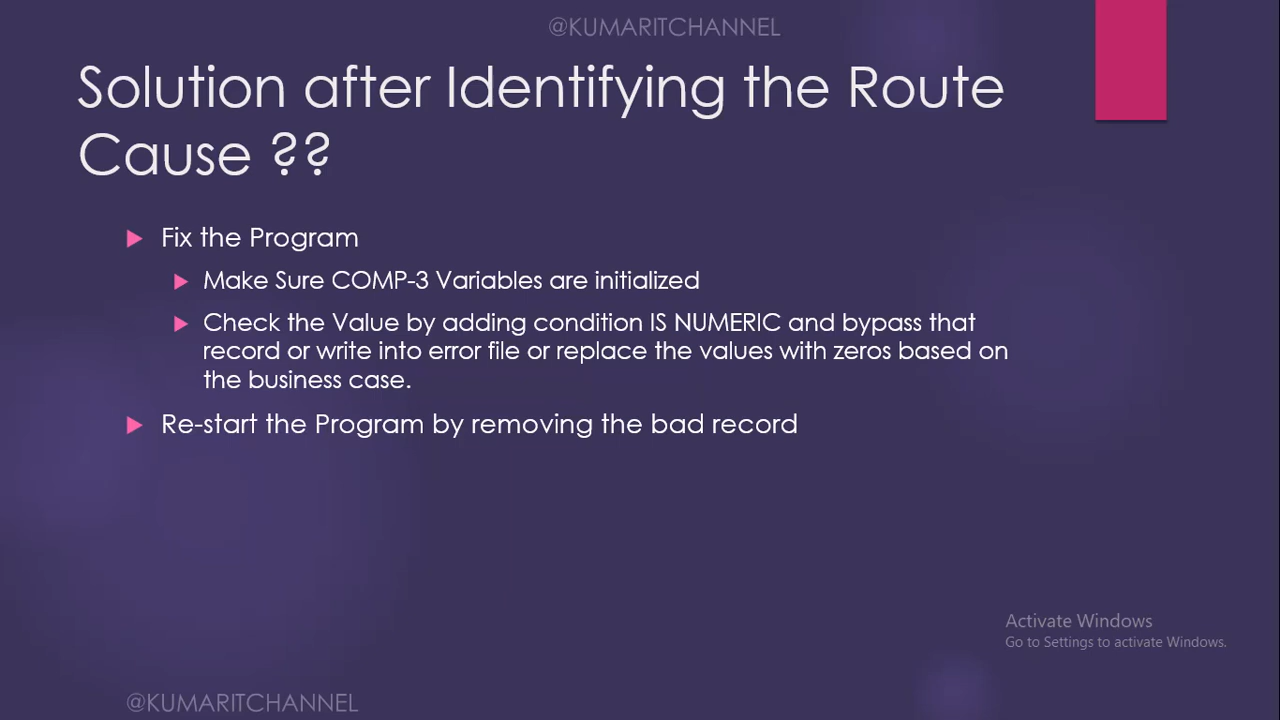 @KUMARITCHANNEL
Solution after Identifying the Route
Cause ??
Fix the Program
Make Sure COMP-3 Variables are initialized
Check the Value by adding condition IS NUMERIC and bypass that
record or write into error file or replace the values with zeros based on
the business case.
Re-start the Program by removing the bad record
Activate Windows
Go to Settings to activate Windows.
@KUMARITCHANNEL